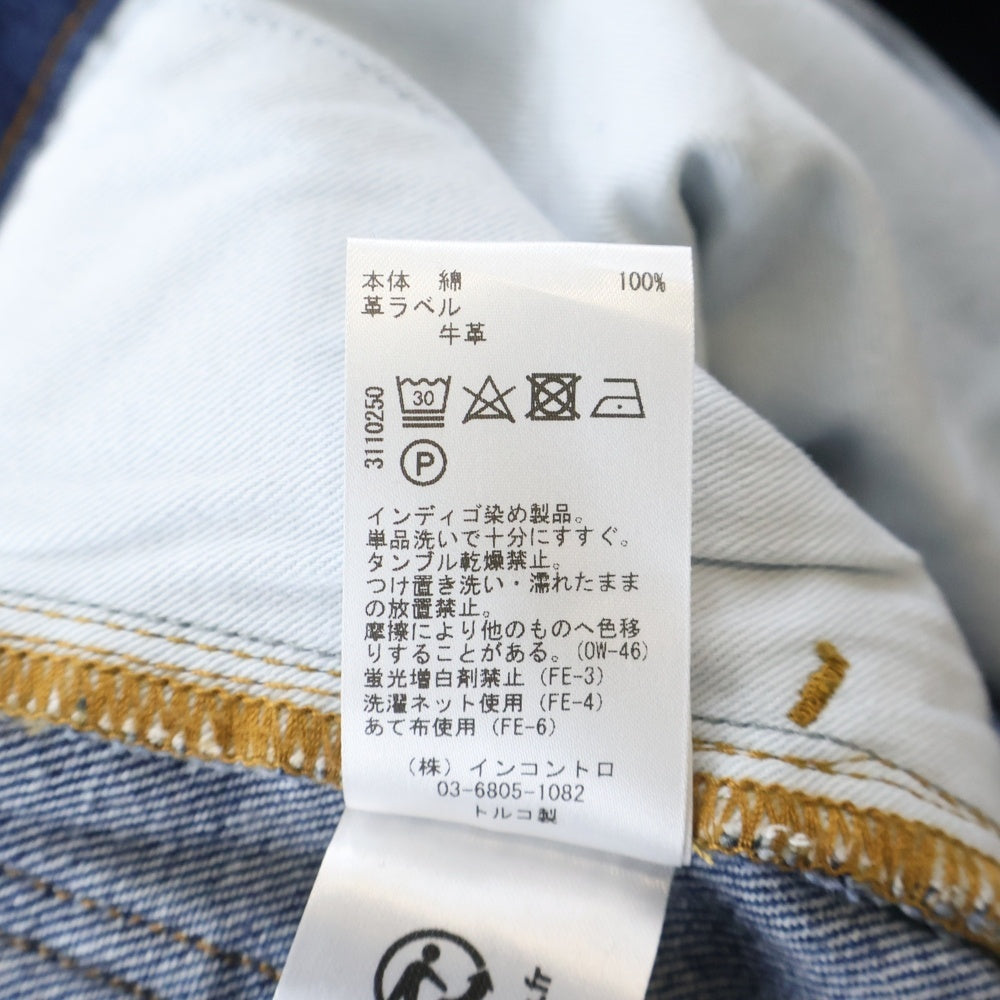 本体 綿 100%
革ラベル
牛革
3110250
30
P
インディゴ染め製品。
単品洗いで十分にすすぐ。
タンブル乾燥禁止。
つけ置き洗い・濡れたまま
の放置禁止。
摩擦により他のものへ色移
りすることがある。(OW-46)
蛍光増白剤禁止 (FE-3)
洗濯ネット使用 (FE-4)
あて布使用 (FE-6)
(株) インコントロ
03-6805-1082
トルコ製
.fr